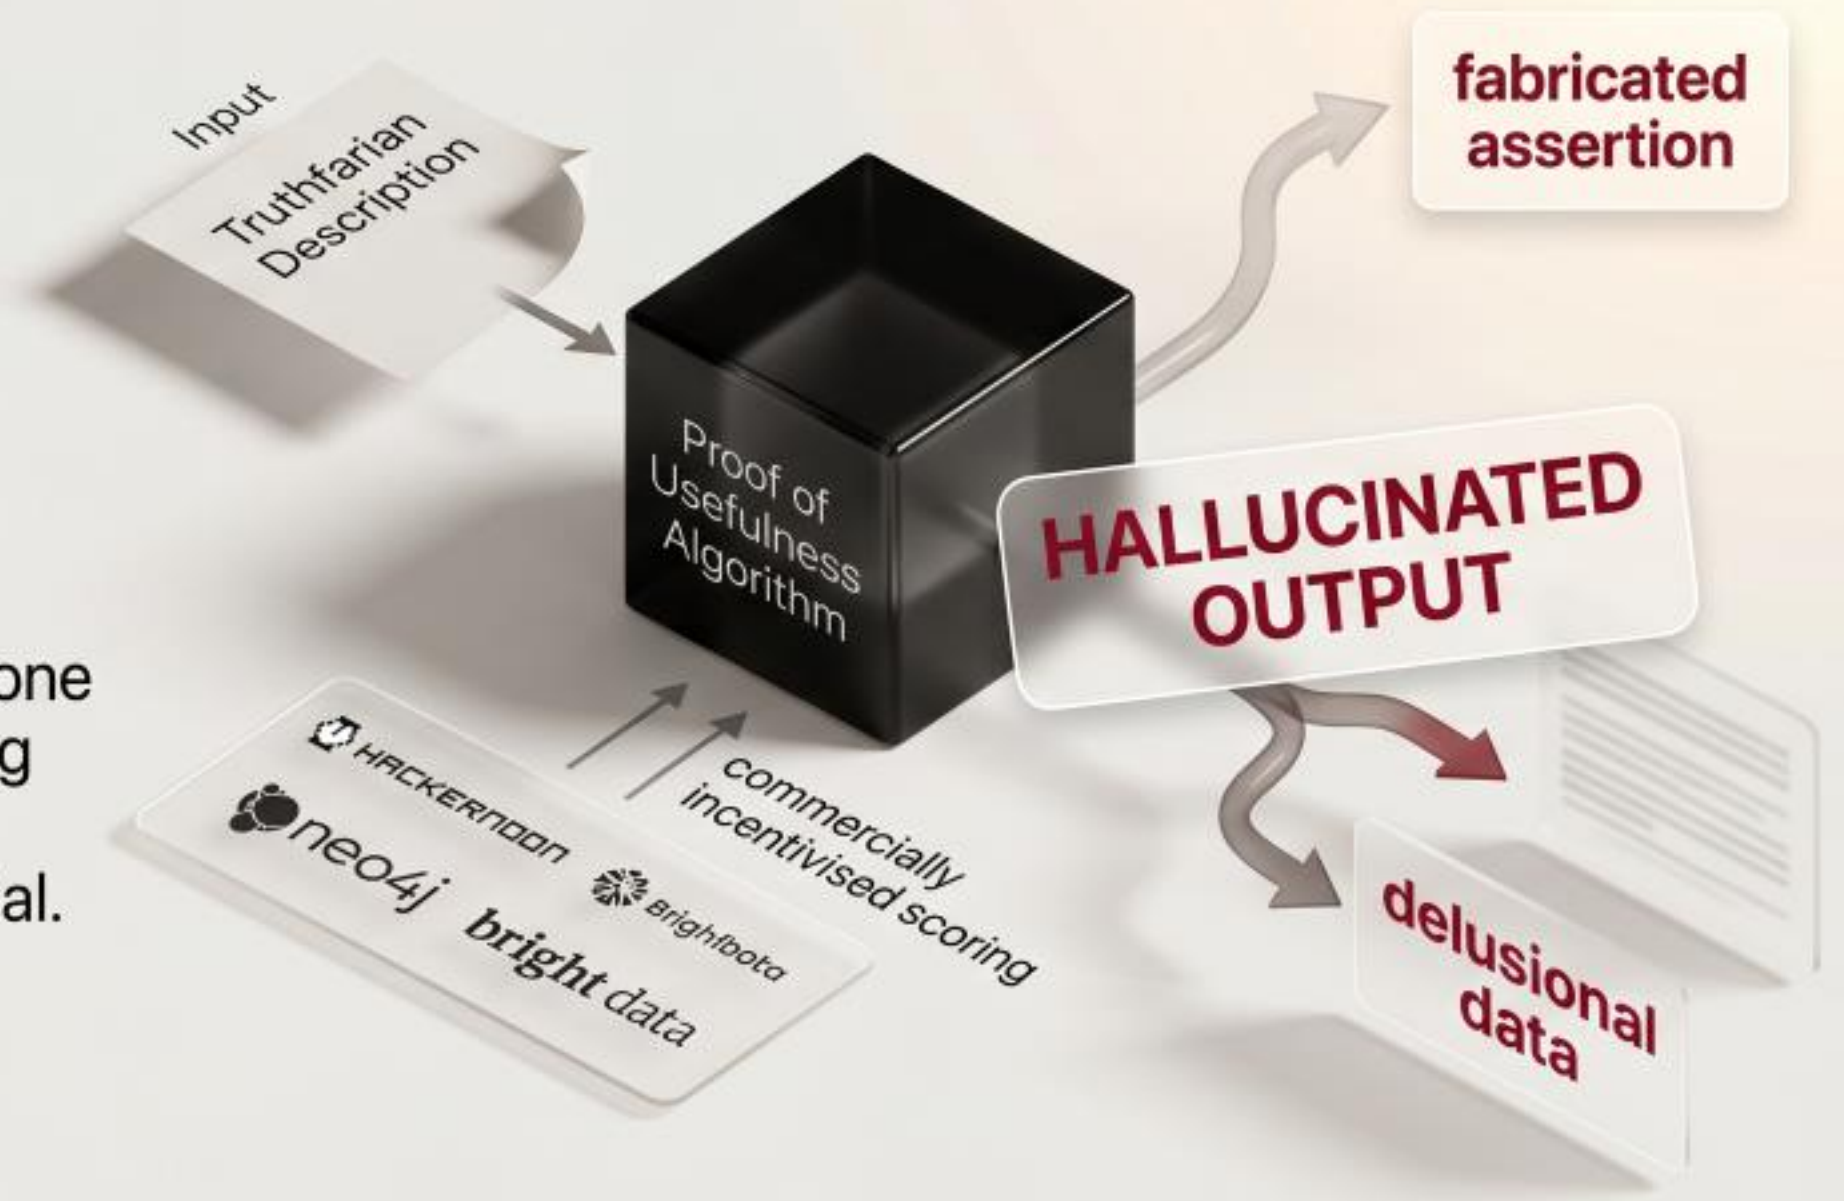 Input
Truthfarian
Description
fabricated
assertion
Proof of
Usefulness
Algorithm
HALLUCINATED
OUTPUT
one
g
al.
HACKERNOON
neo4j
Brightbota
bright data
commercially
incentivised scoring
delusional
data